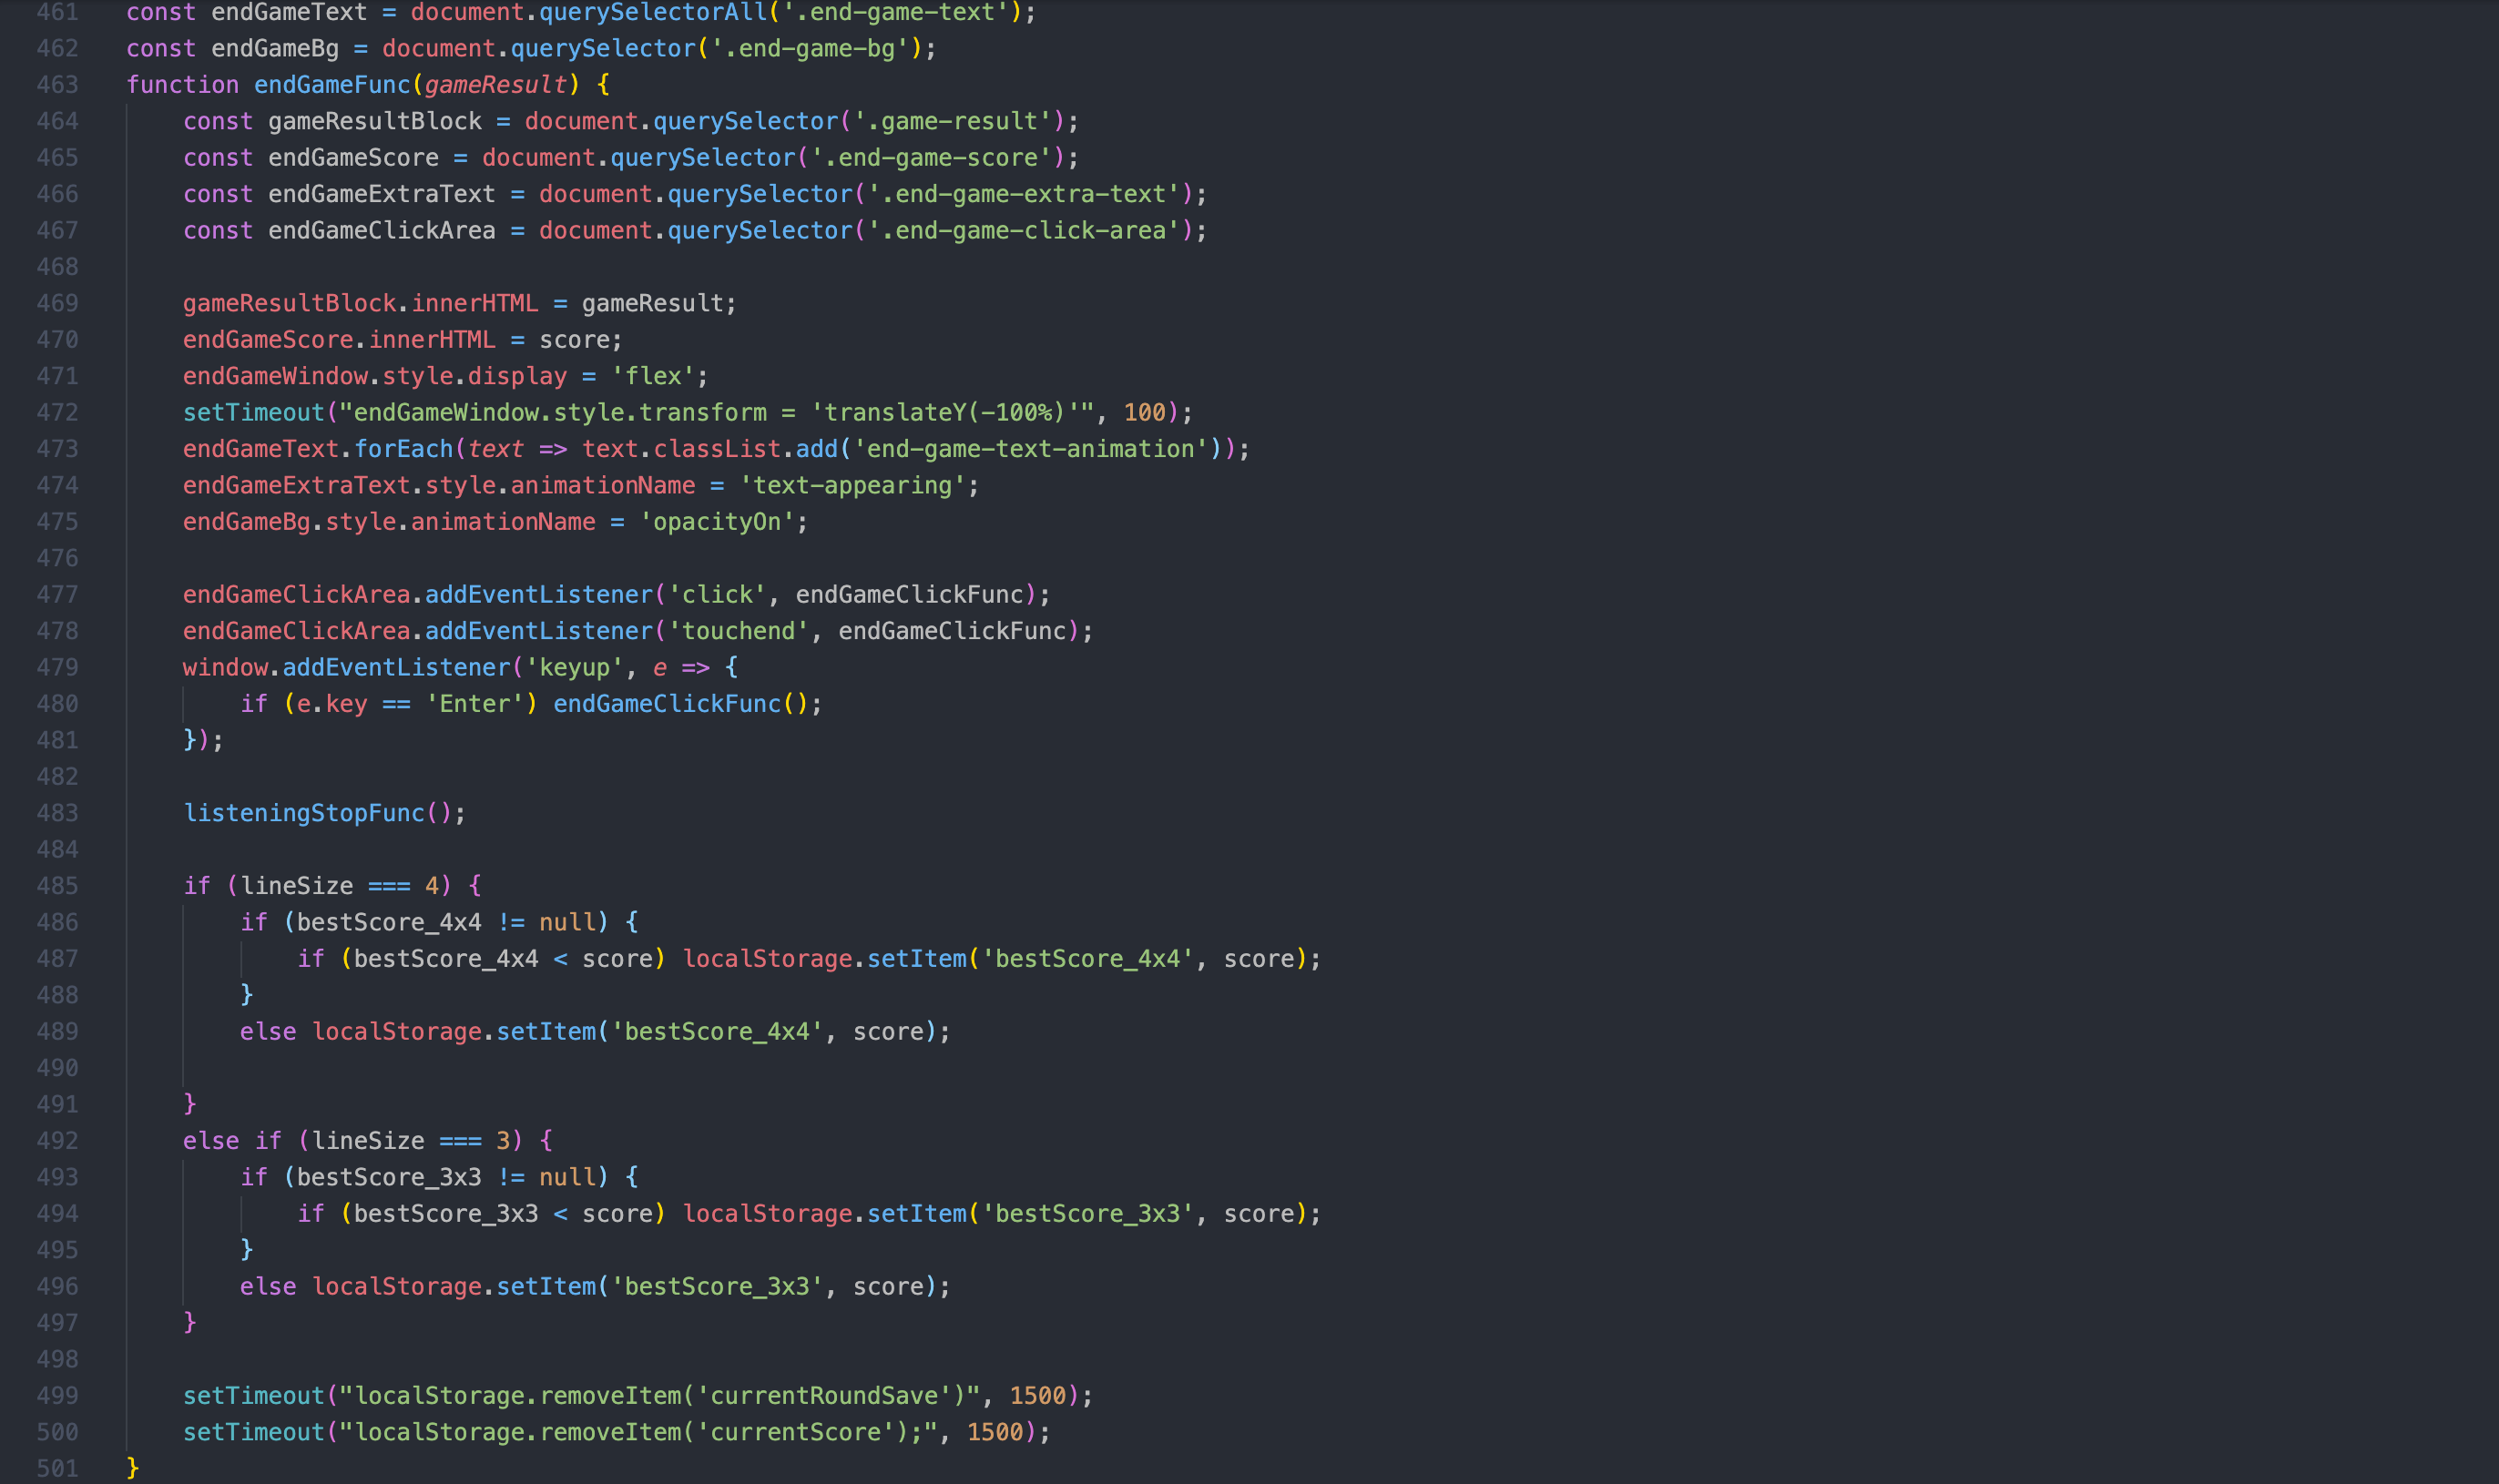 461 const endGameText = document.querySelectorAll('.end-game-text');
462 const endGameBg = document.querySelector('.end-game-bg');
463 function endGameFunc(gameResult) {
464     const gameResultBlock = document.querySelector('.game-result');
465     const endGameScore = document.querySelector('.end-game-score');
466     const endGameExtraText = document.querySelector('.end-game-extra-text');
467     const endGameClickArea = document.querySelector('.end-game-click-area');
468
469     gameResultBlock.innerHTML = gameResult;
470     endGameScore.innerHTML = score;
471     endGameWindow.style.display = 'flex';
472     setTimeout("endGameWindow.style.transform = 'translateY(-100%)'", 100);
473     endGameText.forEach(text => text.classList.add('end-game-text-animation'));
474     endGameExtraText.style.animationName = 'text-appearing';
475     endGameBg.style.animationName = 'opacityOn';
476
477     endGameClickArea.addEventListener('click', endGameClickFunc);
478     endGameClickArea.addEventListener('touchend', endGameClickFunc);
479     window.addEventListener('keyup', e => {
480         if (e.key == 'Enter') endGameClickFunc();
481     });
482
483     listeningStopFunc();
484
485     if (lineSize === 4) {
486         if (bestScore_4x4 != null) {
487             if (bestScore_4x4 < score) localStorage.setItem('bestScore_4x4', score);
488         }
489         else localStorage.setItem('bestScore_4x4', score);
490
491     }
492     else if (lineSize === 3) {
493         if (bestScore_3x3 != null) {
494             if (bestScore_3x3 < score) localStorage.setItem('bestScore_3x3', score);
495         }
496         else localStorage.setItem('bestScore_3x3', score);
497     }
498
499     setTimeout("localStorage.removeItem('currentRoundSave')", 1500);
500     setTimeout("localStorage.removeItem('currentScore');", 1500);
501 }